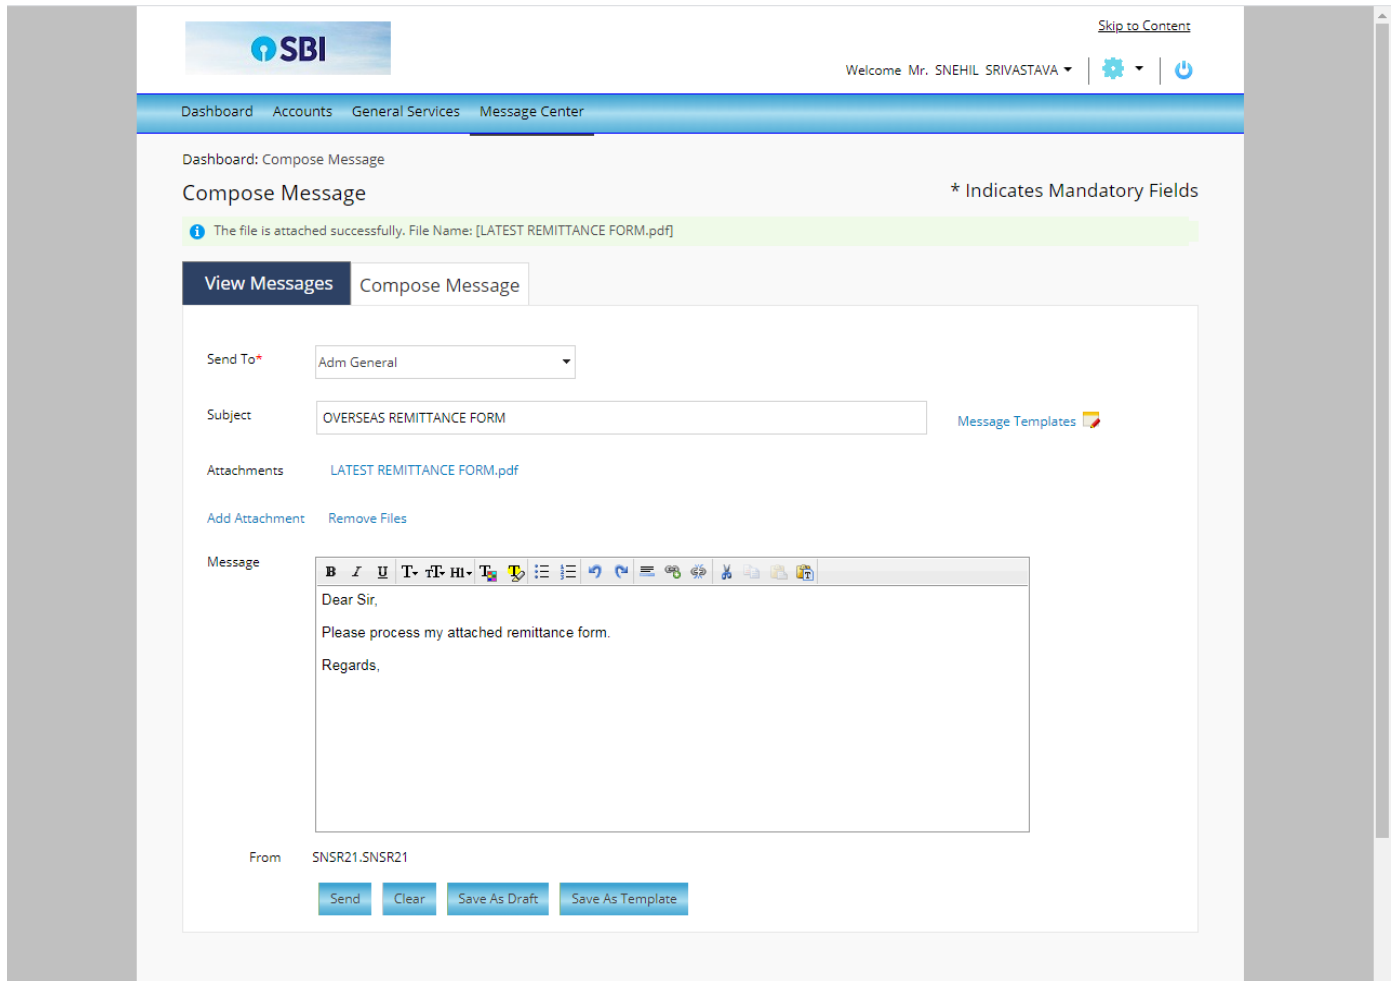 SBI
Skip to Content
Welcome Mr. SNEHIL SRIVASTAVA
Dashboard Accounts General Services Message Center
Dashboard: Compose Message
Compose Message
* Indicates Mandatory Fields
The file is attached successfully. File Name: [LATEST REMITTANCE FORM.pdf]
View Messages Compose Message
Send To* Adm General
Subject OVERSEAS REMITTANCE FORM Message Templates
Attachments LATEST REMITTANCE FORM.pdf
Add Attachment Remove Files
Message
B I U T TT H1 T T
Dear Sir,
Please process my attached remittance form.
Regards,
From SNSR21.SNSR21
Send Clear Save As Draft Save As Template